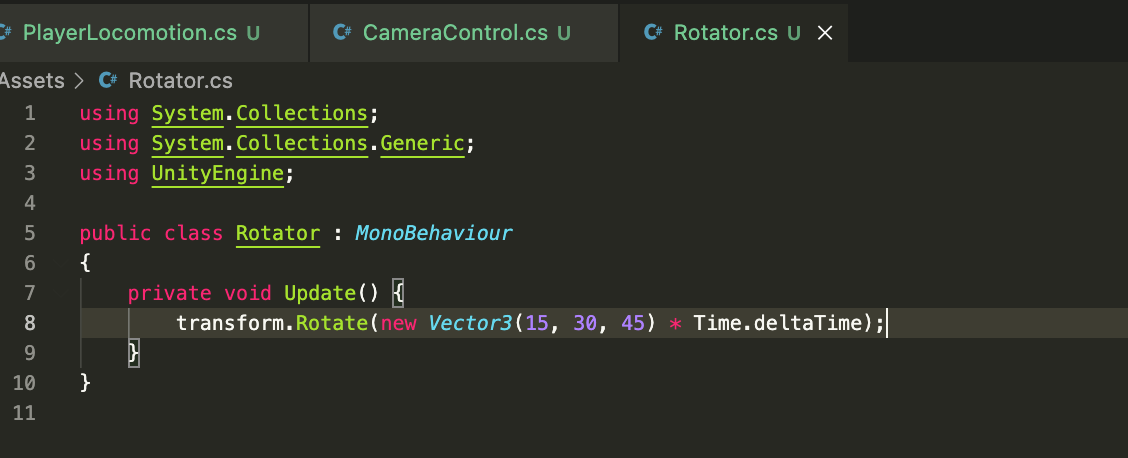 PlayerLocomotion.cs U
C# CameraControl.cs U
C# Rotator.cs U
Assets > C# Rotator.cs
1 using System.Collections;
2 using System.Collections.Generic;
3 using UnityEngine;
4
5 public class Rotator : MonoBehaviour
6 {
7 private void Update() {
8 transform.Rotate(new Vector3(15, 30, 45) * Time.deltaTime);
9 }
10 }
11